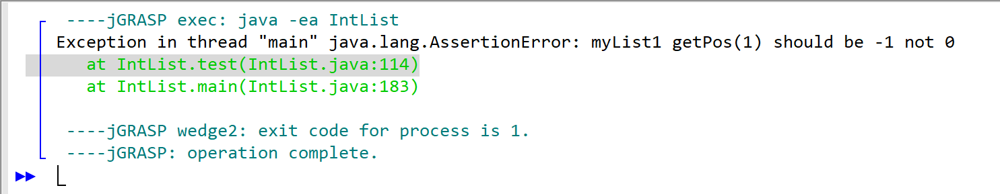 ----jGRASP exec: java -ea IntList
Exception in thread "main" java.lang.AssertionError: myList1 getPos(1) should be -1 not 0
at IntList.test(IntList.java:114)
at IntList.main(IntList.java:183)
----jGRASP wedge2: exit code for process is 1.
----jGRASP: operation complete.